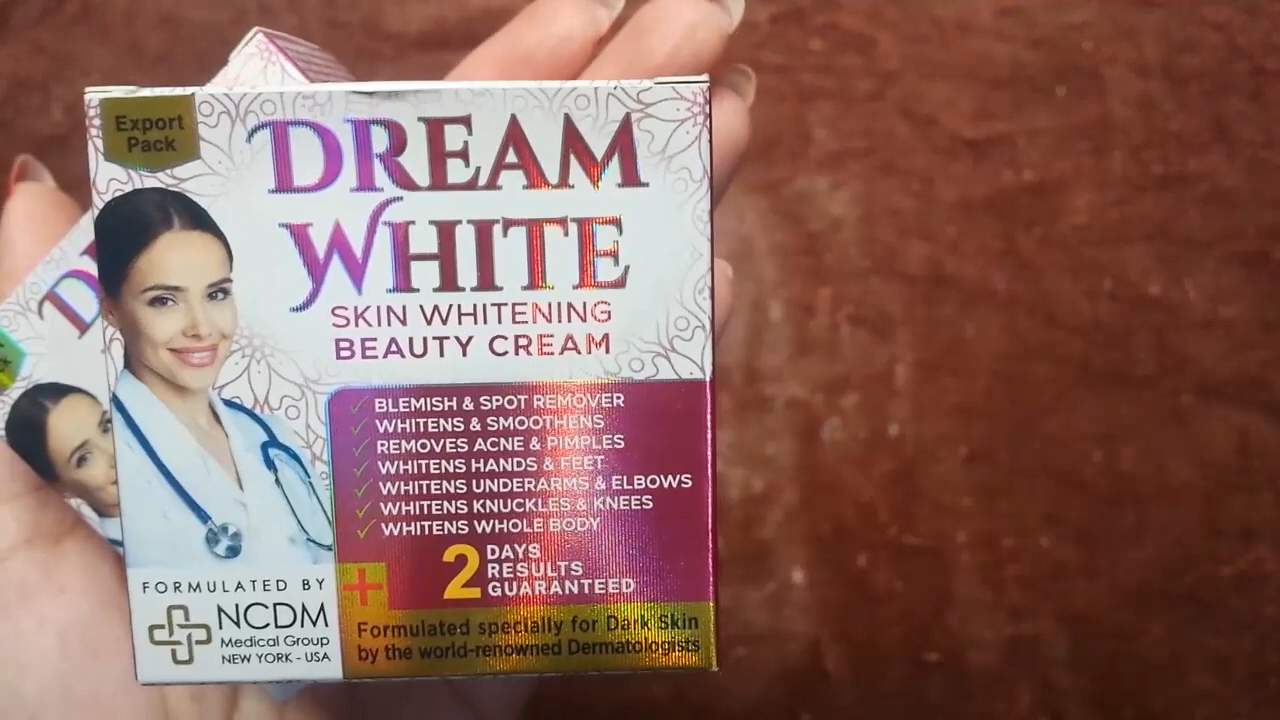 Export
Pack
DREAM
WHITE
SKIN WHITENING
BEAUTY CREAM
BLEMISH & SPOT REMOVER
WHITENS & SMOOTHENS
REMOVES ACNE & PIMPLES
WHITENS HANDS & FEET
WHITENS UNDERARMS & ELBOWS
WHITENS KNUCKLES & KNEES
WHITENS WHOLE BODY
2 DAYS
RESULTS
GUARANTEED
FORMULATED BY
NCDM
Medical Group
NEW YORK - USA
Formulated specially for Dark Skin
by the world-renowned Dermatologists